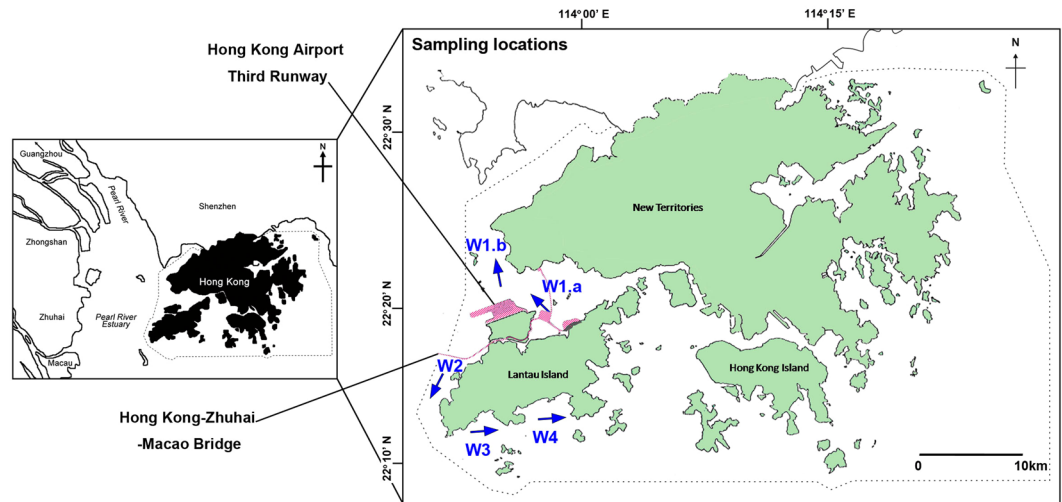 Hong Kong Airport
Third Runway
Hong Kong-Zhuhai
-Macao Bridge
N
Guangzhou
Pearl River
Shenzhen
Zhongshan
Hong Kong
Zhuhai
Pearl River
Estuary
Macau
114° 00' E
114° 15' E
Sampling locations
N
22° 30' N
22° 20' N
22° 10' N
New Territories
W1.b
W1.a
W2
Lantau Island
Hong Kong Island
W3
W4
0
10km